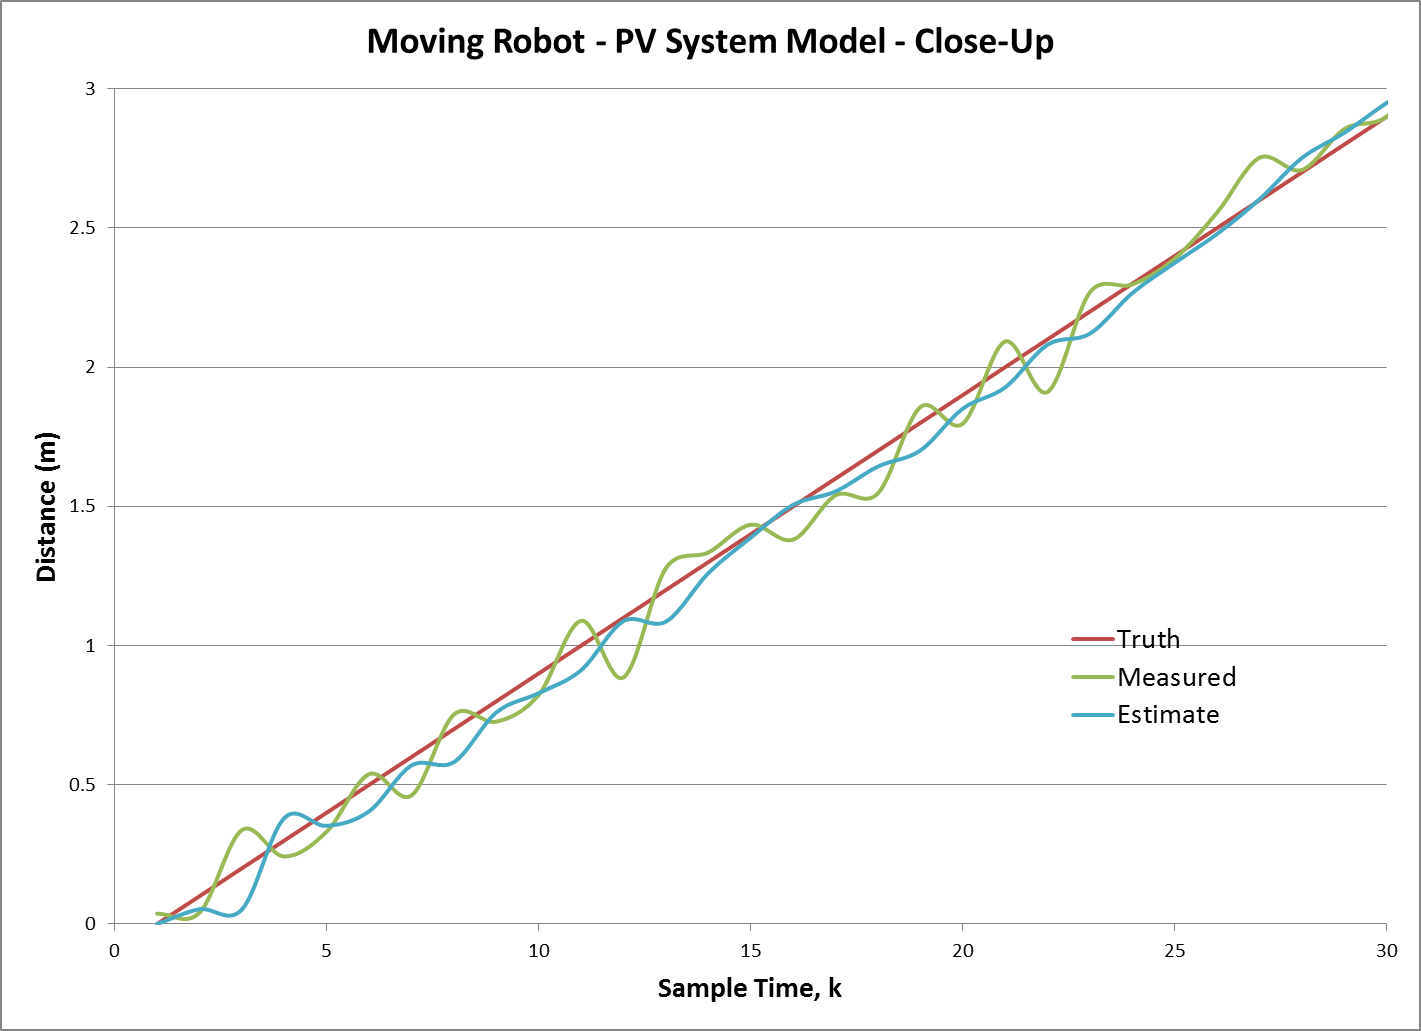 Moving Robot - PV System Model - Close-Up
3
2.5
2
1.5
1
0.5
0
Distance (m)
Truth
Measured
Estimate
0 5 10 15 20 25 30
Sample Time, k